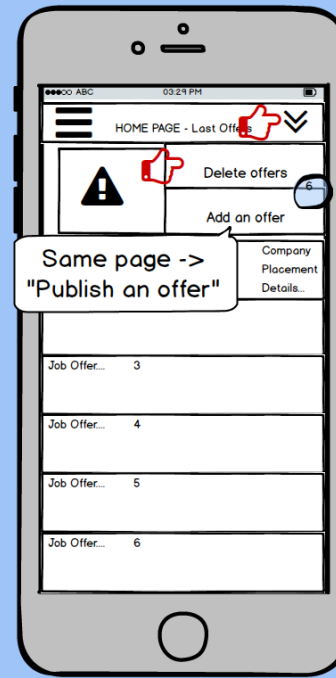 ABC 03:29 PM
HOME PAGE - Last Offers
Delete offers
6
Add an offer
Same page ->
"Publish an offer"
Company
Placement
Details...
Job Offer.... 3
Job Offer.... 4
Job Offer.... 5
Job Offer.... 6